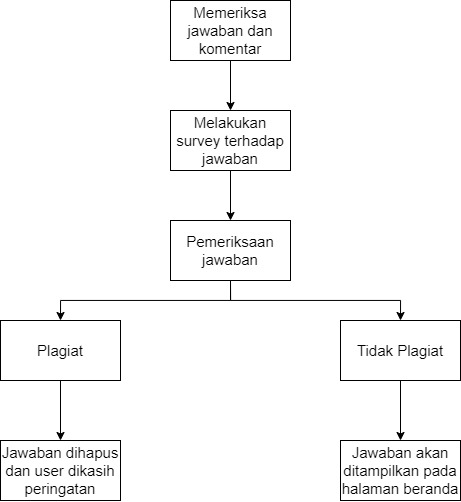 Memeriksa
jawaban dan
komentar
Melakukan
survey terhadap
jawaban
Pemeriksaan
jawaban
Plagiat
Tidak Plagiat
Jawaban dihapus
dan user dikasih
peringatan
Jawaban akan
ditampilkan pada
halaman beranda